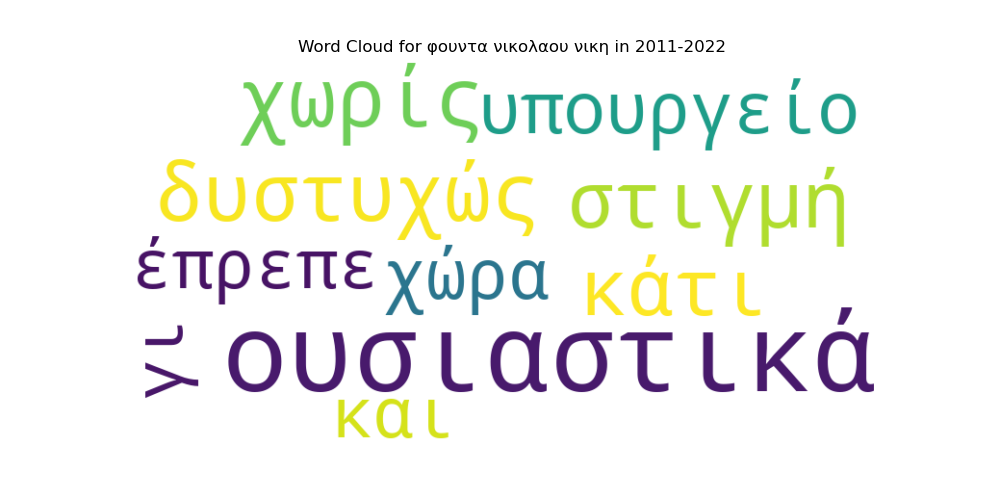 Word Cloud for φουντα νικολαου νικη in 2011-2022
χωρίς υπουργείο
δυστυχώς στιγμή
έπρεπε χώρα κάτι
γι ουσιαστικά
και